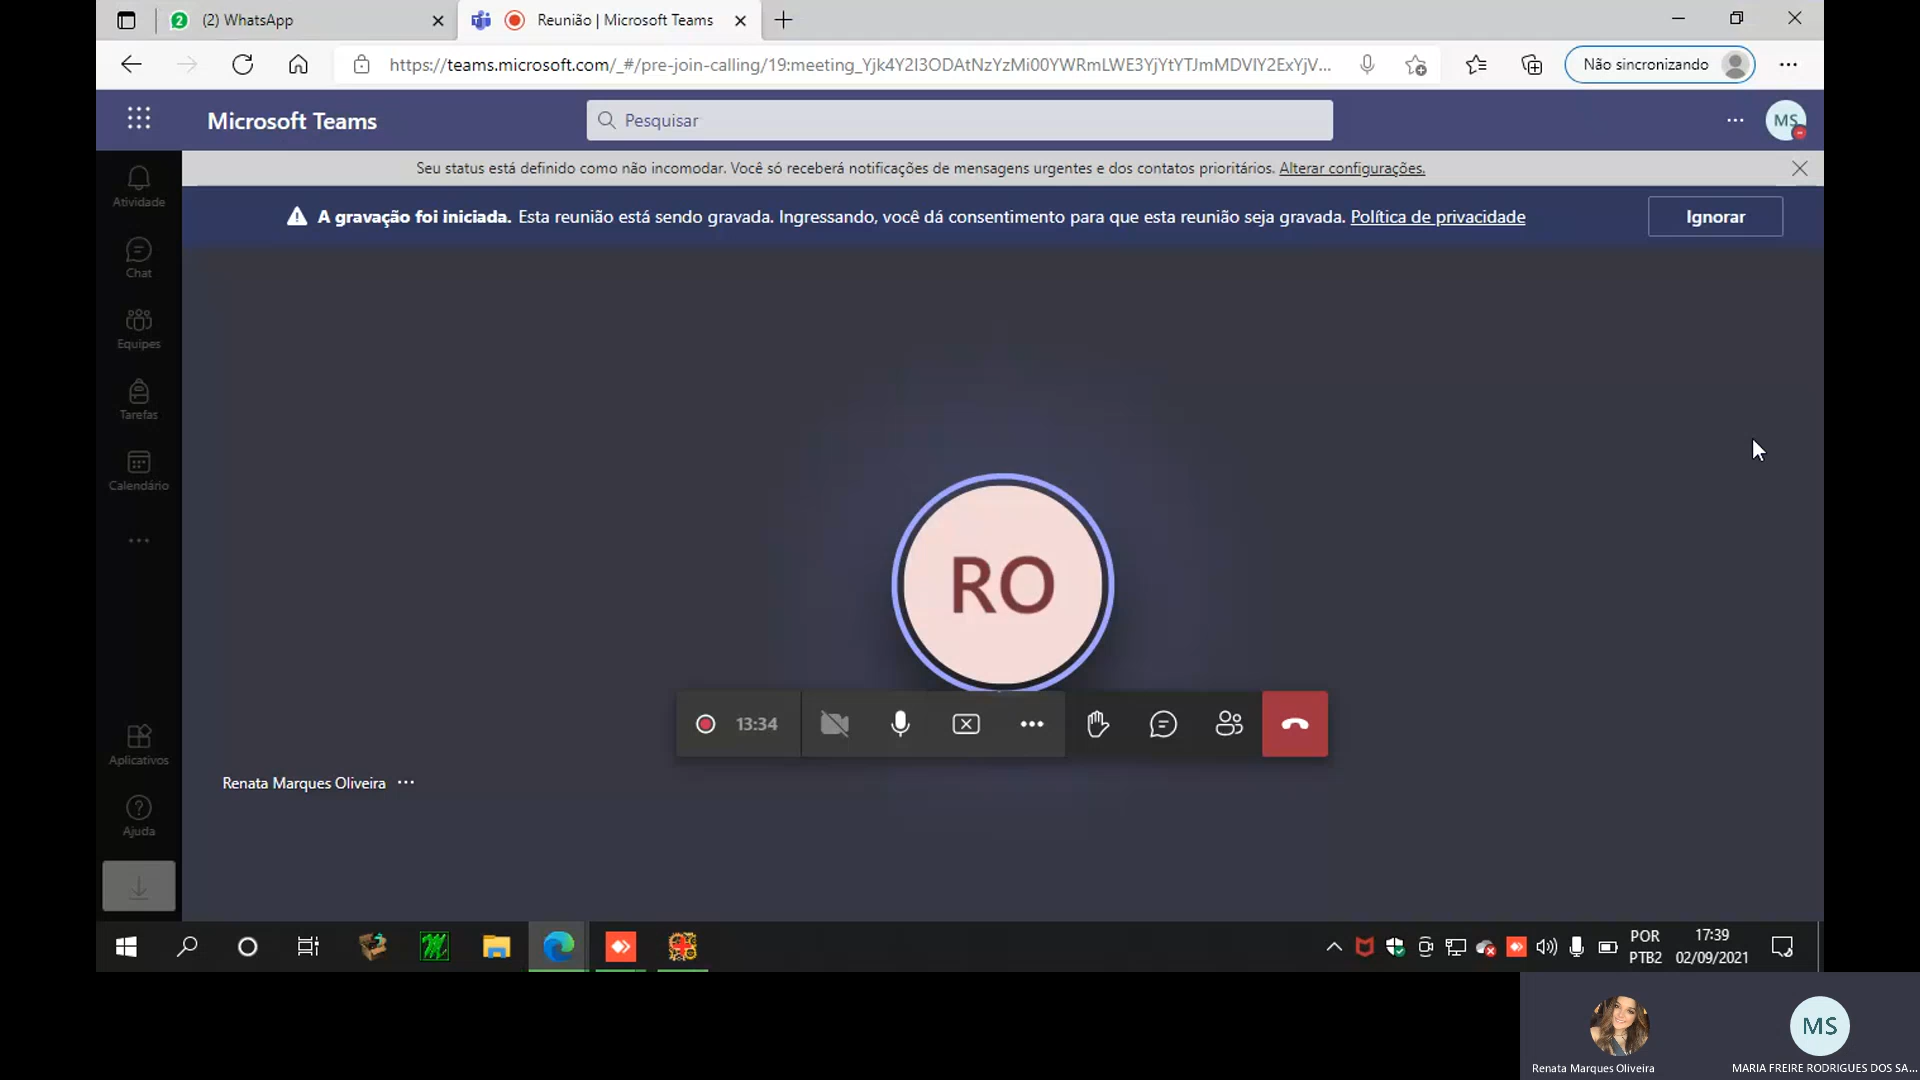 2 (2) WhatsApp
Reunião | Microsoft Teams
https://teams.microsoft.com/_#/pre-join-calling/19:meeting_Yjk4Y2I3ODAtNzYzMi00YWRmLWE3YjYtYTJmMDVlY2ExYjV...
Não sincronizando
Microsoft Teams
Pesquisar
MS
Seu status está definido como não incomodar. Você só receberá notificações de mensagens urgentes e dos contatos prioritários. Alterar configurações.
A gravação foi iniciada. Esta reunião está sendo gravada. Ingressando, você dá consentimento para que esta reunião seja gravada. Política de privacidade
Ignorar
Atividade
Chat
Equipes
Tarefas
Calendário
RO
13:34
Aplicativos
Renata Marques Oliveira
Ajuda
POR
PTB2
17:39
02/09/2021
MS
Renata Marques Oliveira
MARIA FREIRE RODRIGUES DOS SA...